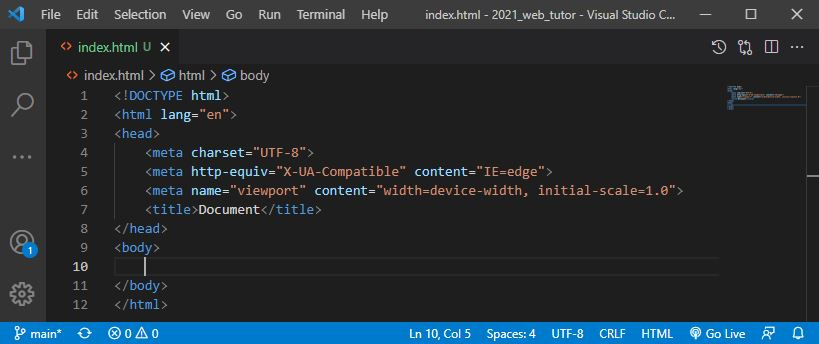 File Edit Selection View Go Run Terminal Help index.html - 2021_web_tutor - Visual Studio C...
index.html U
index.html > html > body
1 <!DOCTYPE html>
2 <html lang="en">
3 <head>
4 <meta charset="UTF-8">
5 <meta http-equiv="X-UA-Compatible" content="IE=edge">
6 <meta name="viewport" content="width=device-width, initial-scale=1.0">
7 <title>Document</title>
8 </head>
9 <body>
10
11 </body>
12 </html>
1
main* 0 0 Ln 10, Col 5 Spaces: 4 UTF-8 CRLF HTML Go Live